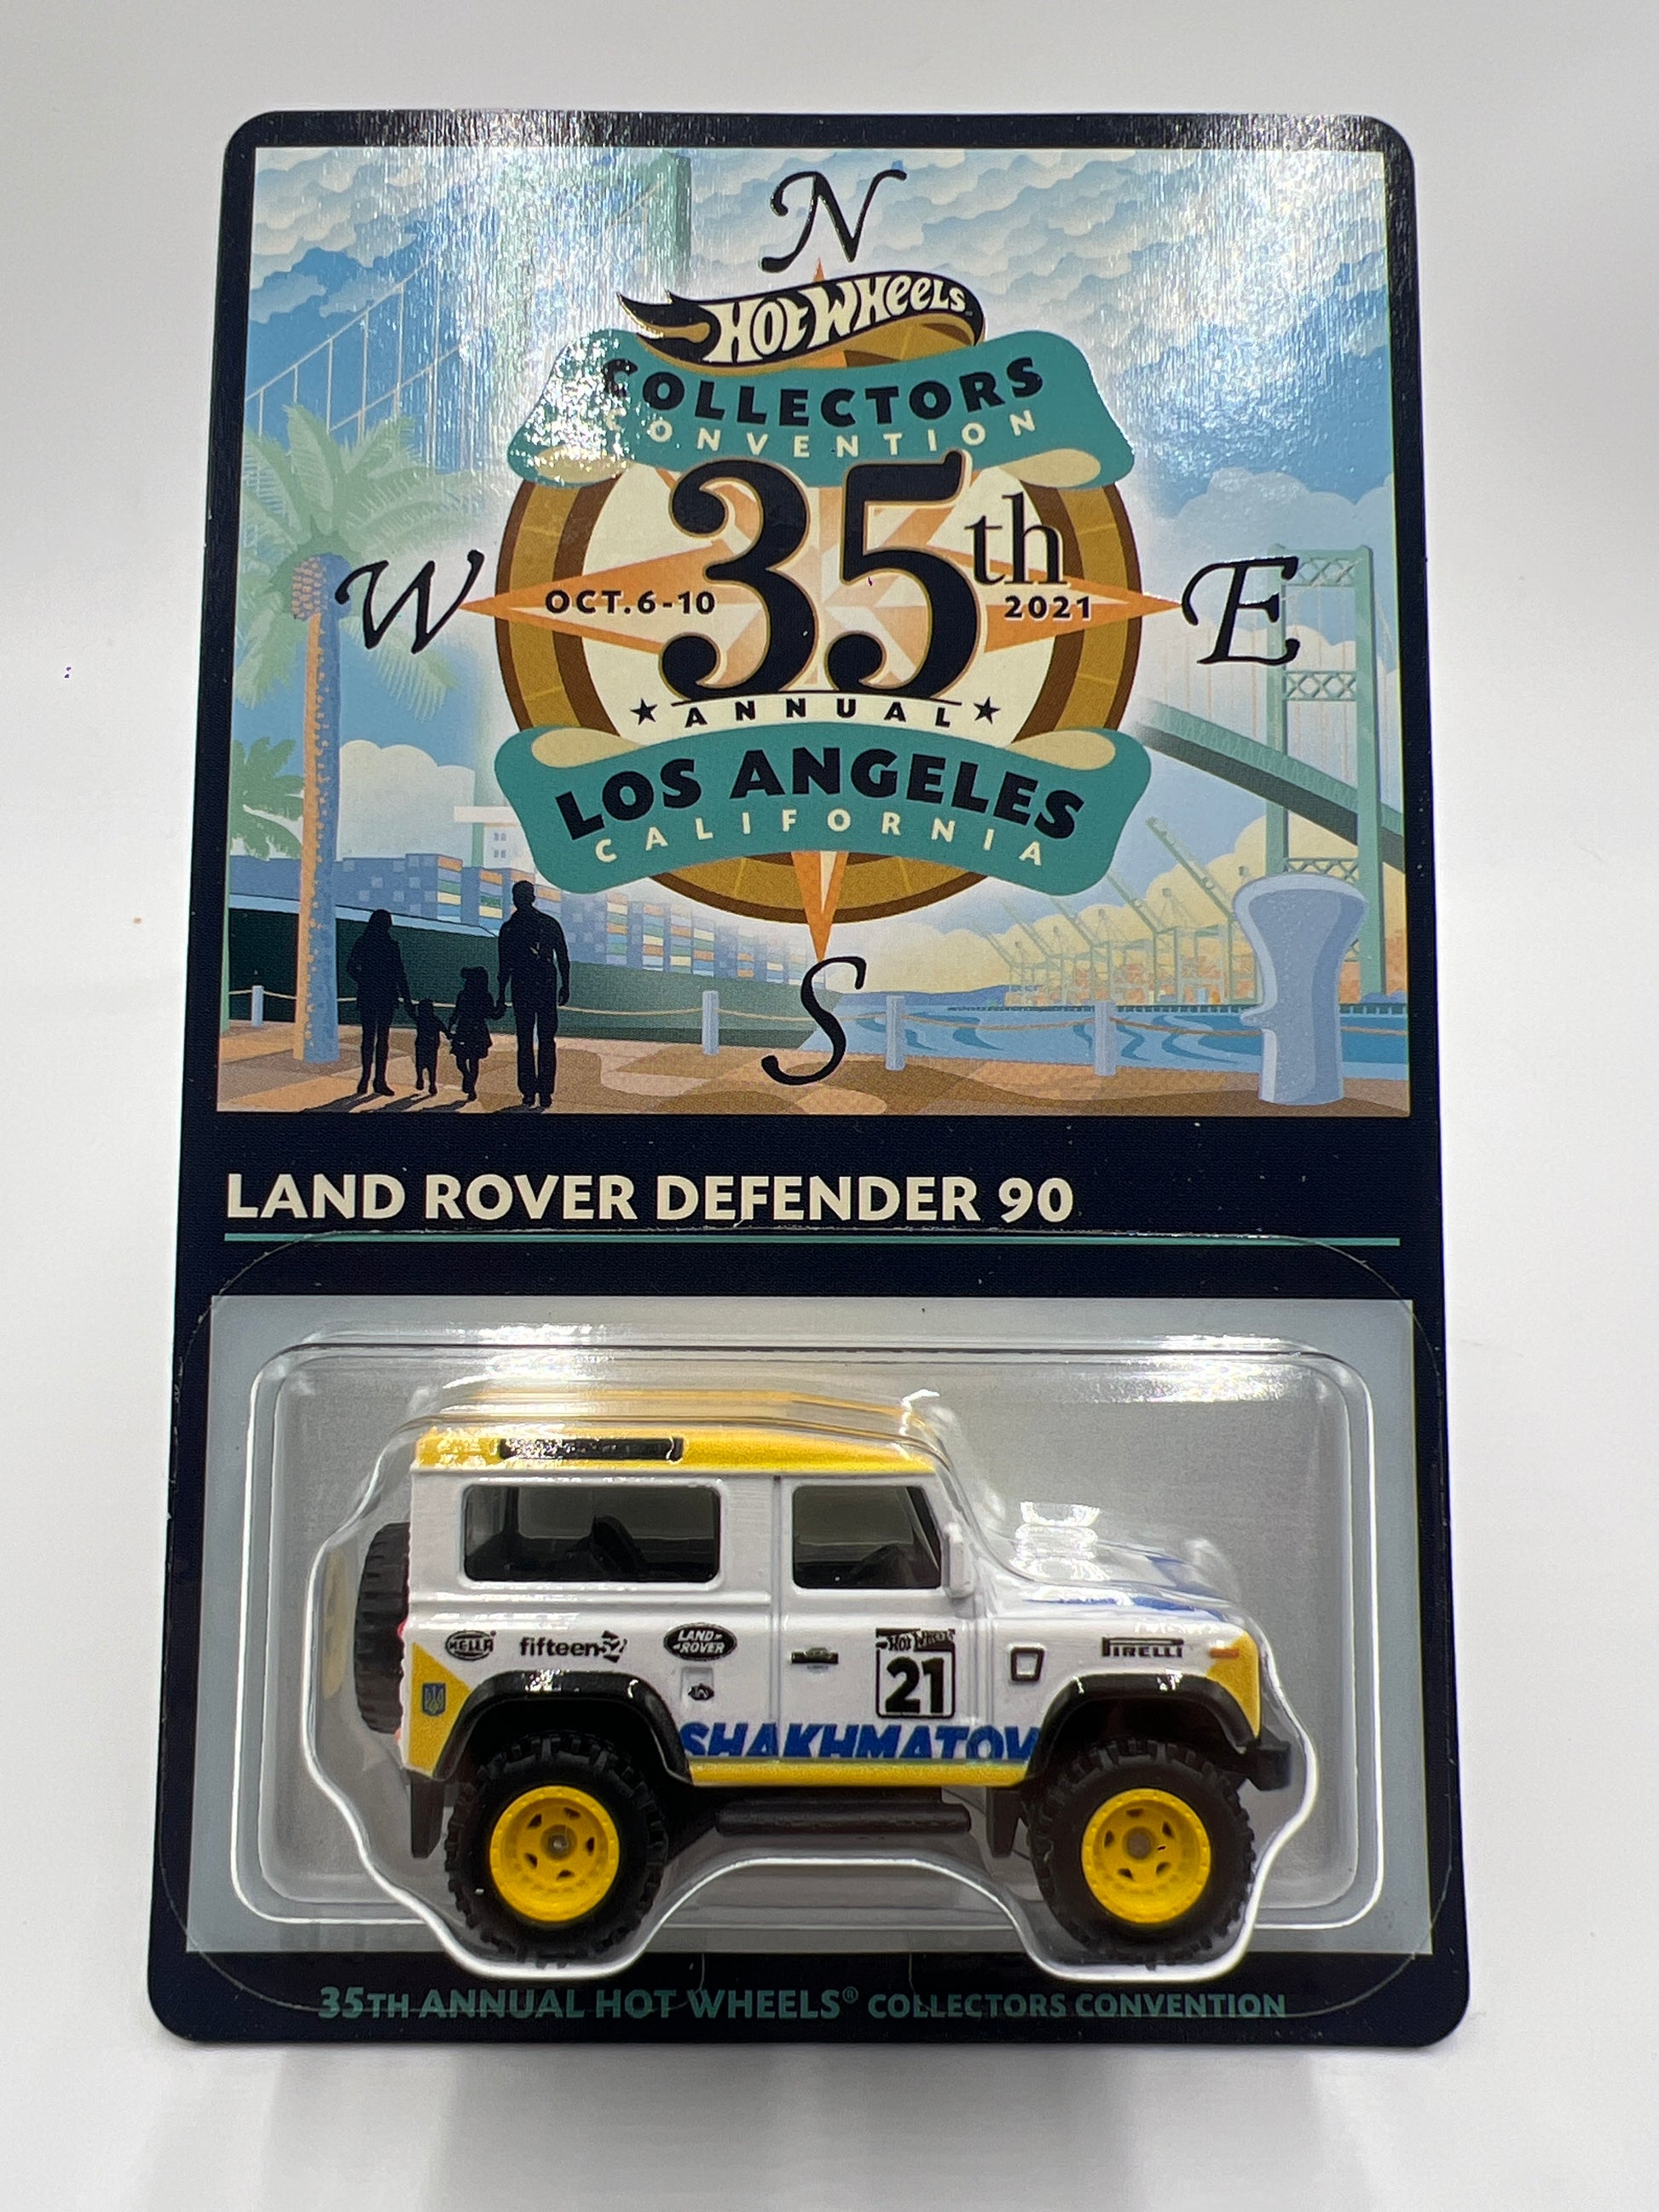 N
HOT WHEELS™
COLLECTORS
CONVENTION
35th
W
E
OCT. 6-10
2021
★ ANNUAL ★
LOS ANGELES
CALIFORNIA
S
LAND ROVER DEFENDER 90
HELLA
fifteen52
LAND-
-ROVER
HOT WHEELS
21
PIRELLI
SHAKHMATOV
35TH ANNUAL HOT WHEELS® COLLECTORS CONVENTION